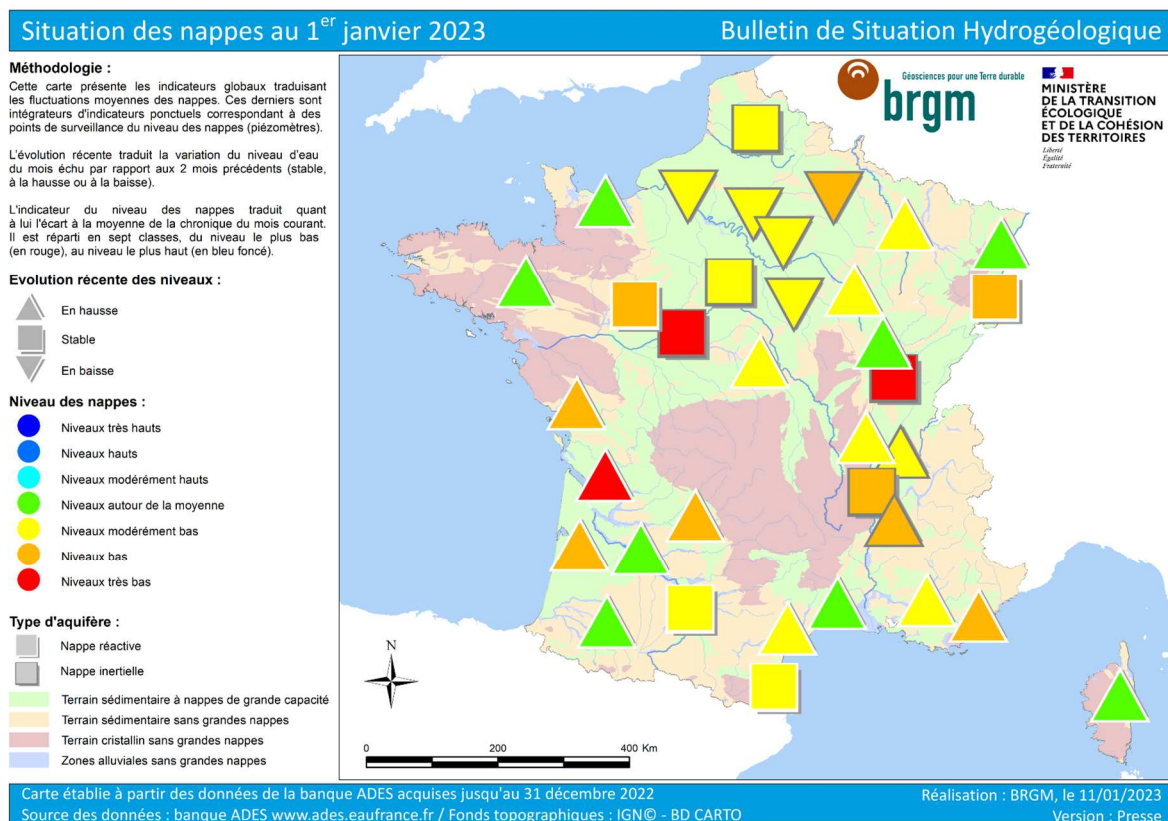 Situation des nappes au 1er janvier 2023
Bulletin de Situation Hydrogéologique
Méthodologie :
Cette carte présente les indicateurs globaux traduisant
les fluctuations moyennes des nappes. Ces derniers sont
intégrateurs d'indicateurs ponctuels correspondant à des
points de surveillance du niveau des nappes (piézomètres).
L'évolution récente traduit la variation du niveau d'eau
du mois échu par rapport aux 2 mois précédents (stable,
à la hausse ou à la baisse).
L'indicateur du niveau des nappes traduit quant
à lui l'écart à la moyenne de la chronique du mois courant.
Il est réparti en sept classes, du niveau le plus bas
(en rouge), au niveau le plus haut (en bleu foncé).
Evolution récente des niveaux :
En hausse
Stable
En baisse
Niveau des nappes :
Niveaux très hauts
Niveaux hauts
Niveaux modérément hauts
Niveaux autour de la moyenne
Niveaux modérément bas
Niveaux bas
Niveaux très bas
Type d'aquifère :
Nappe réactive
Nappe inertielle
Terrain sédimentaire à nappes de grande capacité
Terrain sédimentaire sans grandes nappes
Terrain cristallin sans grandes nappes
Zones alluviales sans grandes nappes
Géosciences pour une Terre durable
brgm
MINISTÈRE
DE LA TRANSITION
ÉCOLOGIQUE
ET DE LA COHÉSION
DES TERRITOIRES
Liberté
Égalité
Fraternité
N
0 200 400 Km
Carte établie à partir des données de la banque ADES acquises jusqu'au 31 décembre 2022
Source des données : banque ADES www.ades.eaufrance.fr / Fonds topographiques : IGN© - BD CARTO
Réalisation : BRGM, le 11/01/2023
Version : Presse